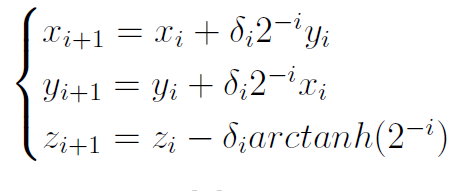 x_{i+1} = x_i + δ_i 2^{-i} y_i
y_{i+1} = y_i + δ_i 2^{-i} x_i
z_{i+1} = z_i − δ_i arctanh(2^{-i})